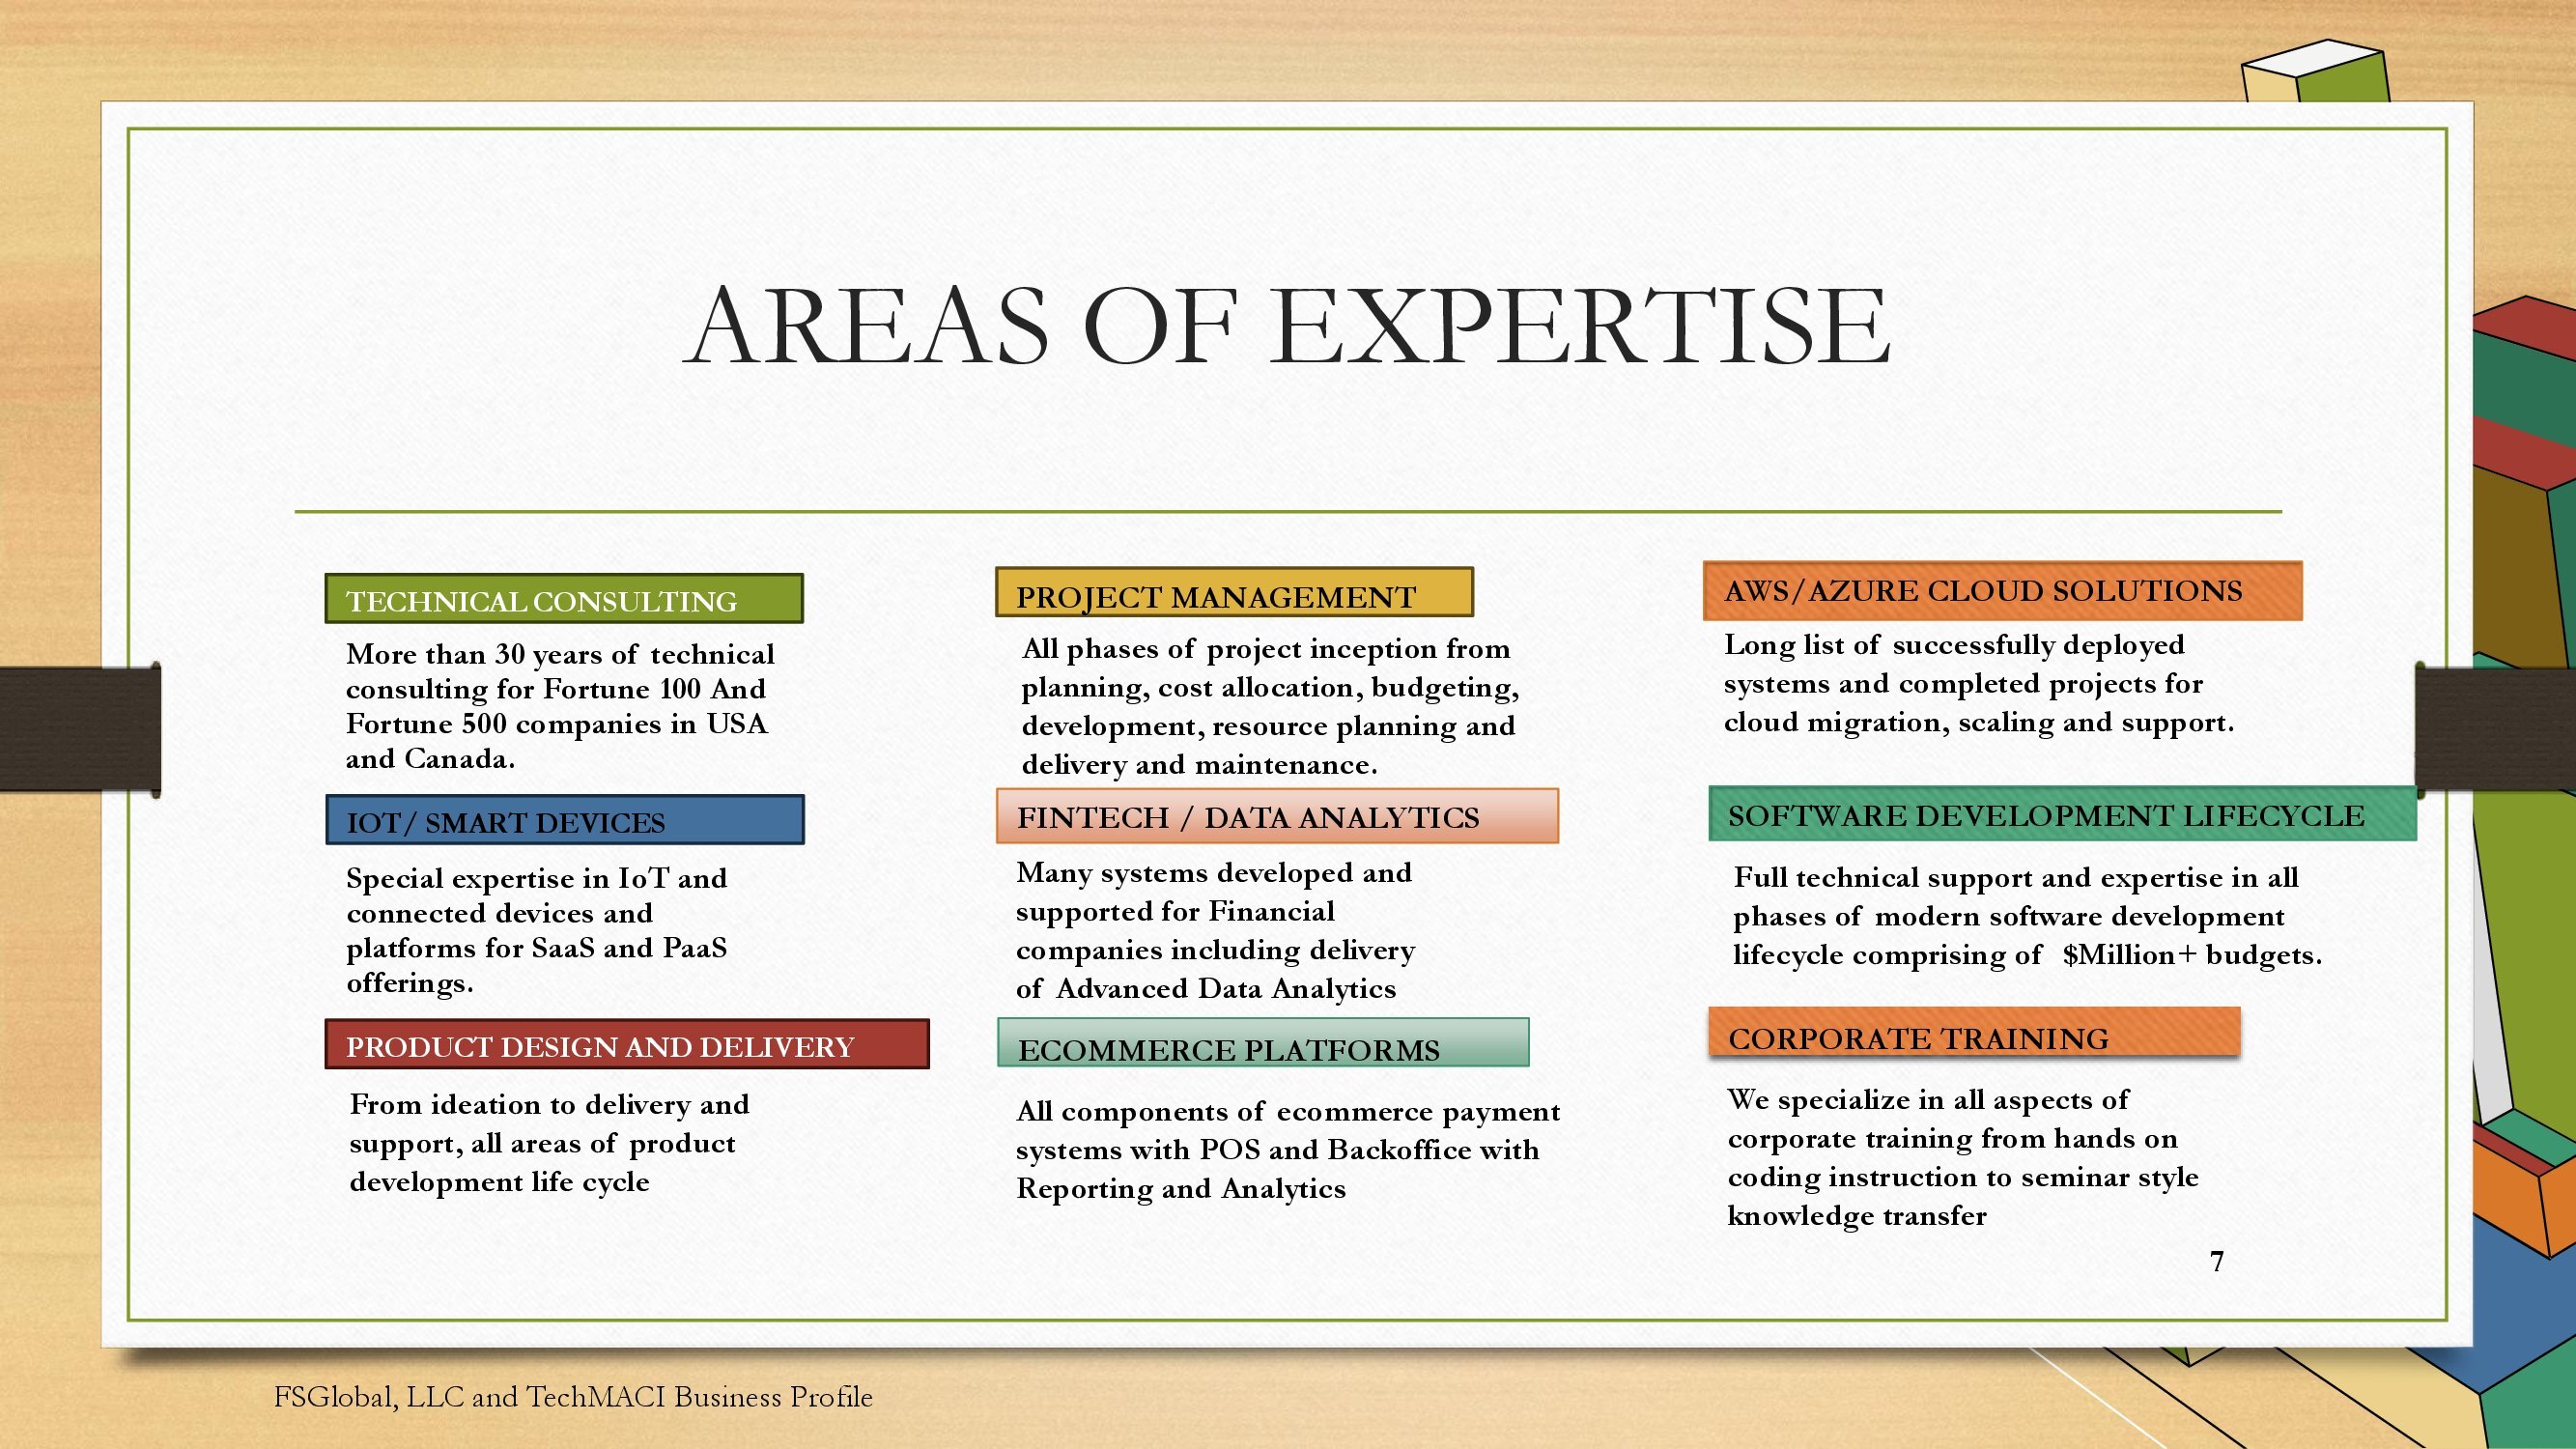 AREAS OF EXPERTISE
TECHNICAL CONSULTING
More than 30 years of technical
consulting for Fortune 100 And
Fortune 500 companies in USA
and Canada.
IOT/ SMART DEVICES
Special expertise in IoT and
connected devices and
platforms for SaaS and PaaS
offerings.
PRODUCT DESIGN AND DELIVERY
From ideation to delivery and
support, all areas of product
development life cycle
PROJECT MANAGEMENT
All phases of project inception from
planning, cost allocation, budgeting,
development, resource planning and
delivery and maintenance.
FINTECH / DATA ANALYTICS
Many systems developed and
supported for Financial
companies including delivery
of Advanced Data Analytics
ECOMMERCE PLATFORMS
All components of ecommerce payment
systems with POS and Backoffice with
Reporting and Analytics
AWS/AZURE CLOUD SOLUTIONS
Long list of successfully deployed
systems and completed projects for
cloud migration, scaling and support.
SOFTWARE DEVELOPMENT LIFECYCLE
Full technical support and expertise in all
phases of modern software development
lifecycle comprising of $Million+ budgets.
CORPORATE TRAINING
We specialize in all aspects of
corporate training from hands on
coding instruction to seminar style
knowledge transfer
7
FSGlobal, LLC and TechMACI Business Profile